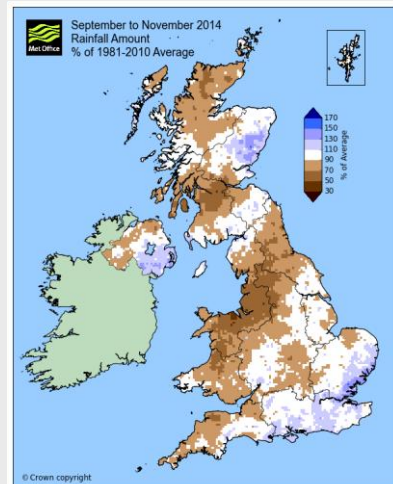 Met Office
September to November 2014
Rainfall Amount
% of 1981-2010 Average
170
150
130
110
90
70
50
30
% of Average
© Crown copyright